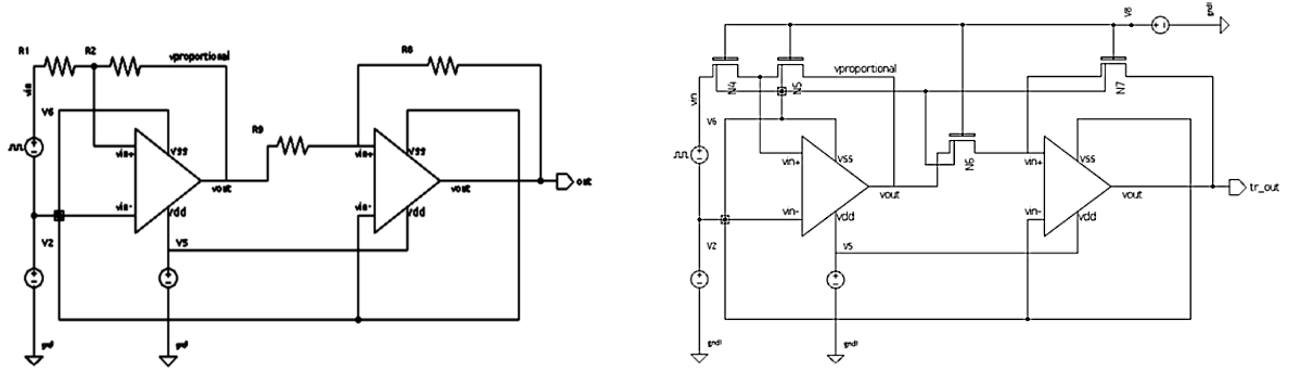 R1
R2
vproportional
R8
vin
V6
R9
vin+
vss
vout
vin-
vdd
V2
V5
gnd
gnd
vin+
vss
vout
vin-
vdd
out
V8
gnd!
N4
N5
vproportional
N7
vin
V6
N6
vin+
vss
vout
vin-
vdd
V2
V5
gnd!
gnd!
vin+
vss
vout
vin-
vdd
tr_out